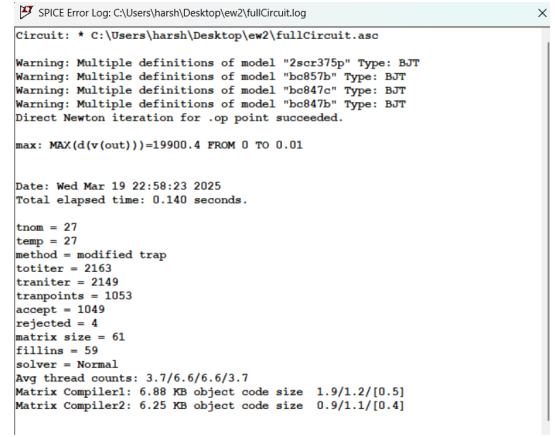 SPICE Error Log: C:\Users\harsh\Desktop\ew2\fullCircuit.log
Circuit: * C:\Users\harsh\Desktop\ew2\fullCircuit.asc
Warning: Multiple definitions of model "2scr375p" Type: BJT
Warning: Multiple definitions of model "bc857b" Type: BJT
Warning: Multiple definitions of model "bc847c" Type: BJT
Warning: Multiple definitions of model "bc847b" Type: BJT
Direct Newton iteration for .op point succeeded.
max: MAX(d(v(out)))=19900.4 FROM 0 TO 0.01
Date: Wed Mar 19 22:58:23 2025
Total elapsed time: 0.140 seconds.
tnom = 27
temp = 27
method = modified trap
totiter = 2163
traniter = 2149
tranpoints = 1053
accept = 1049
rejected = 4
matrix size = 61
fillins = 59
solver = Normal
Avg thread counts: 3.7/6.6/6.6/3.7
Matrix Compiler1: 6.88 KB object code size 1.9/1.2/[0.5]
Matrix Compiler2: 6.25 KB object code size 0.9/1.1/[0.4]